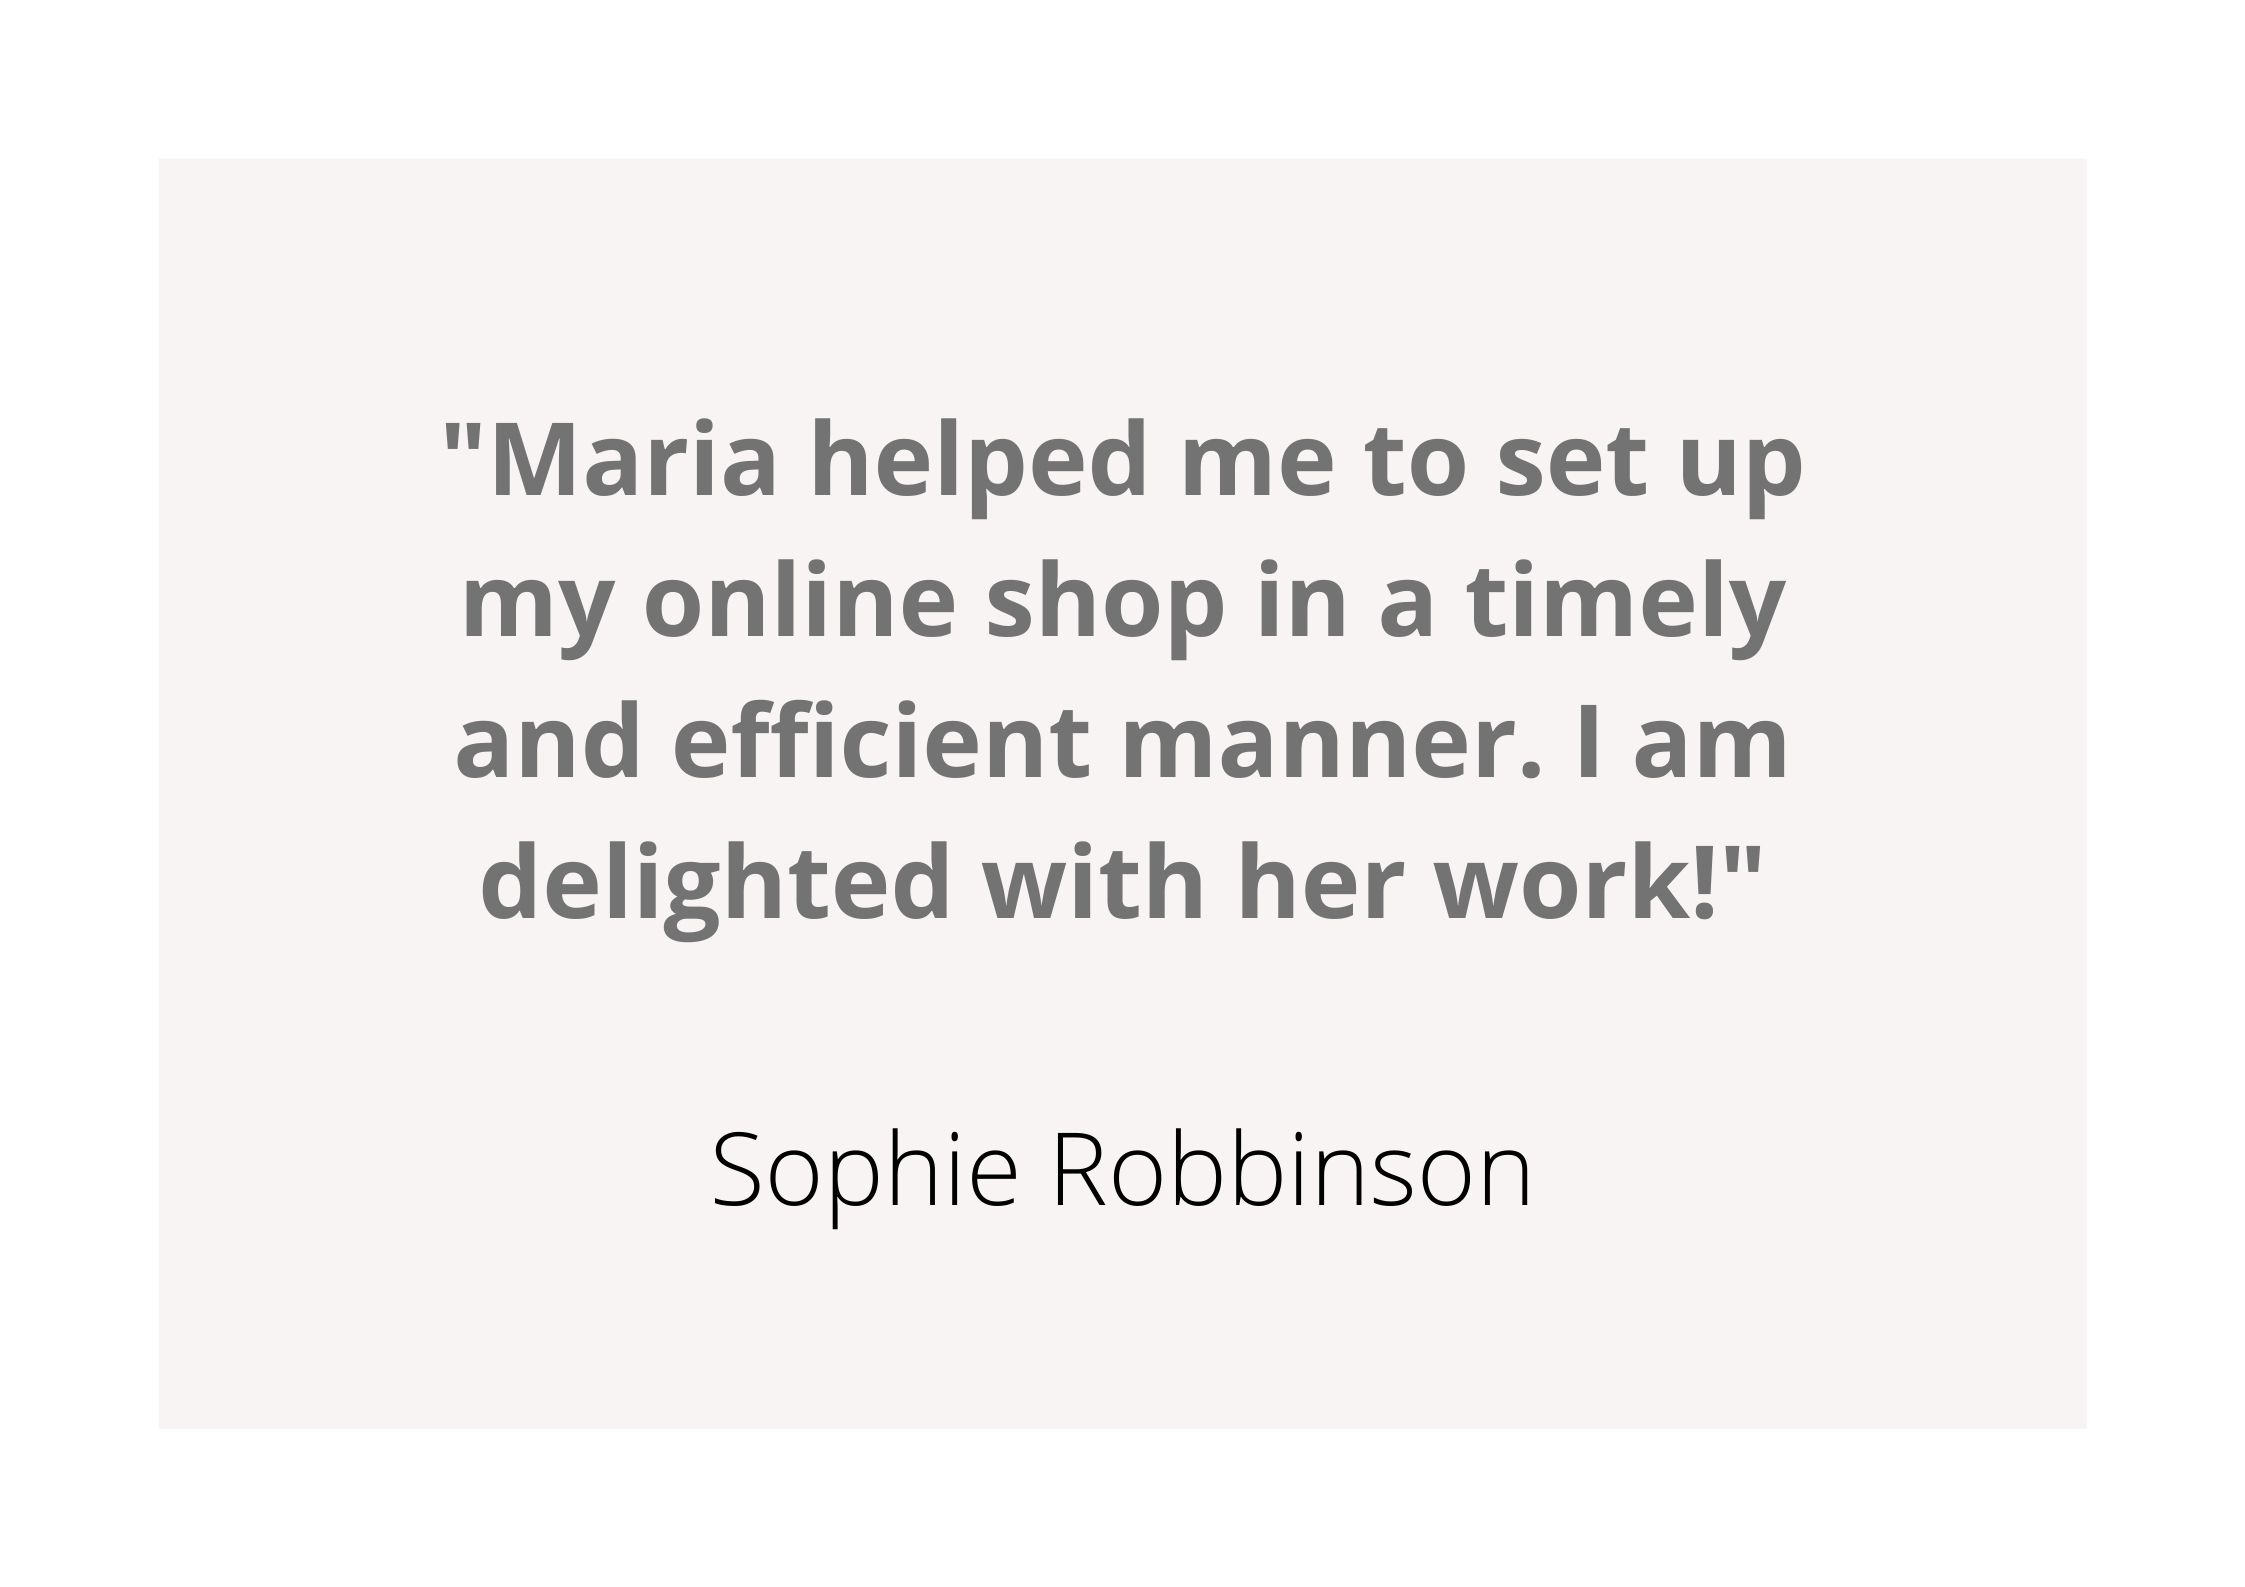 "Maria helped me to set up
my online shop in a timely
and efficient manner. I am
delighted with her work!"
Sophie Robbinson